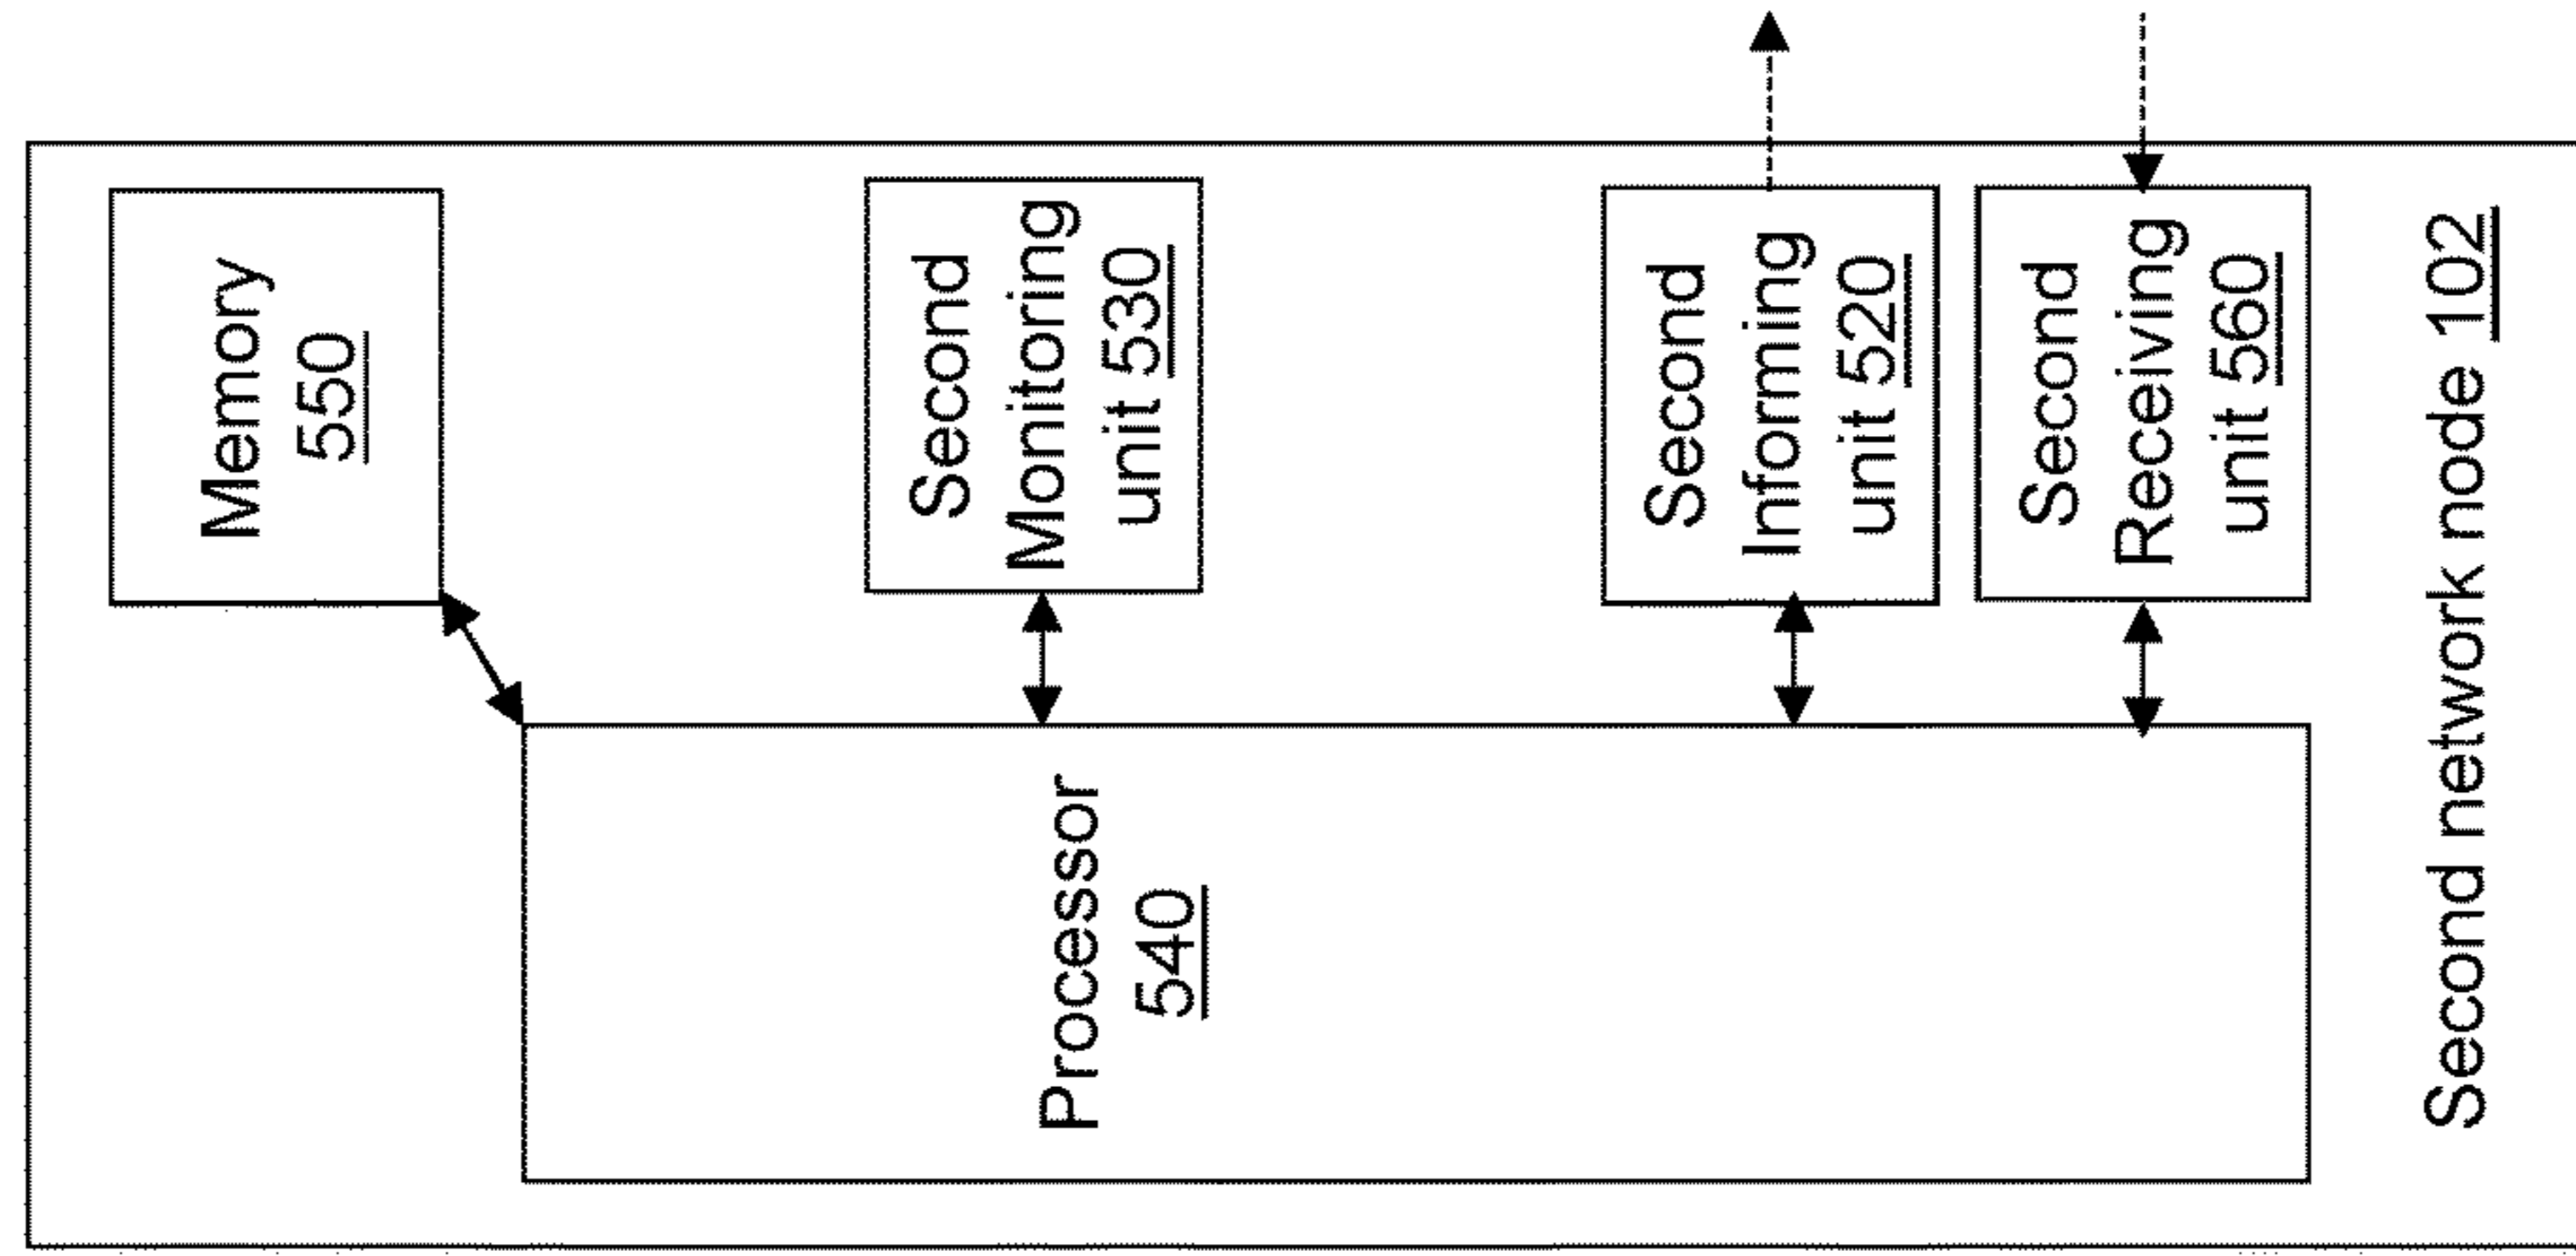 Memory
550
Second
Monitoring
unit 530
Second
Informing
unit 520
Second
Receiving
unit 560
Processor
540
Second network node 102